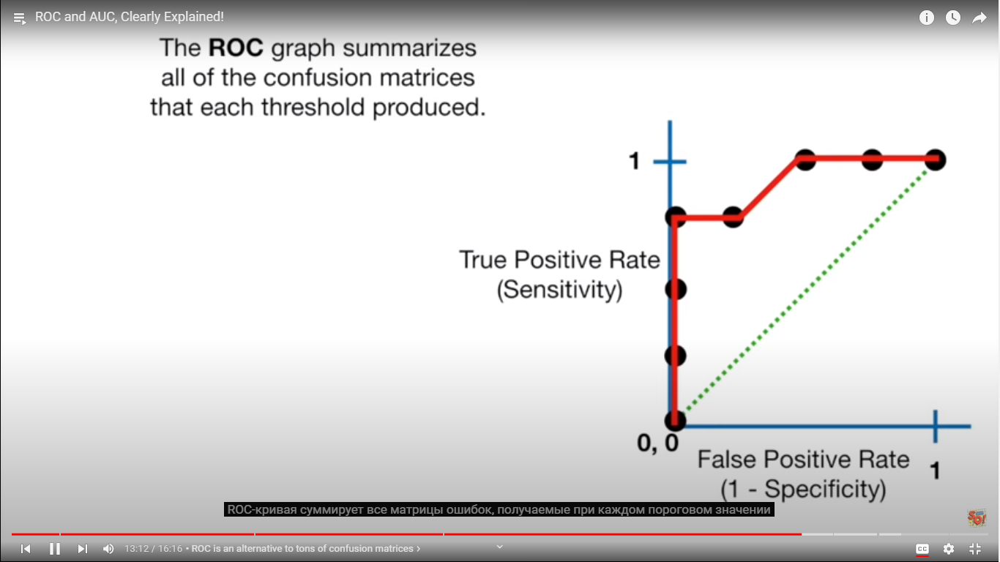 ROC and AUC, Clearly Explained!
The ROC graph summarizes
all of the confusion matrices
that each threshold produced.
1
True Positive Rate
(Sensitivity)
0, 0
False Positive Rate
(1 - Specificity)
1
ROC-кривая суммирует все матрицы ошибок, получаемые при каждом пороговом значении
SQ!
13:12 / 16:16 • ROC is an alternative to tons of confusion matrices ›
CC